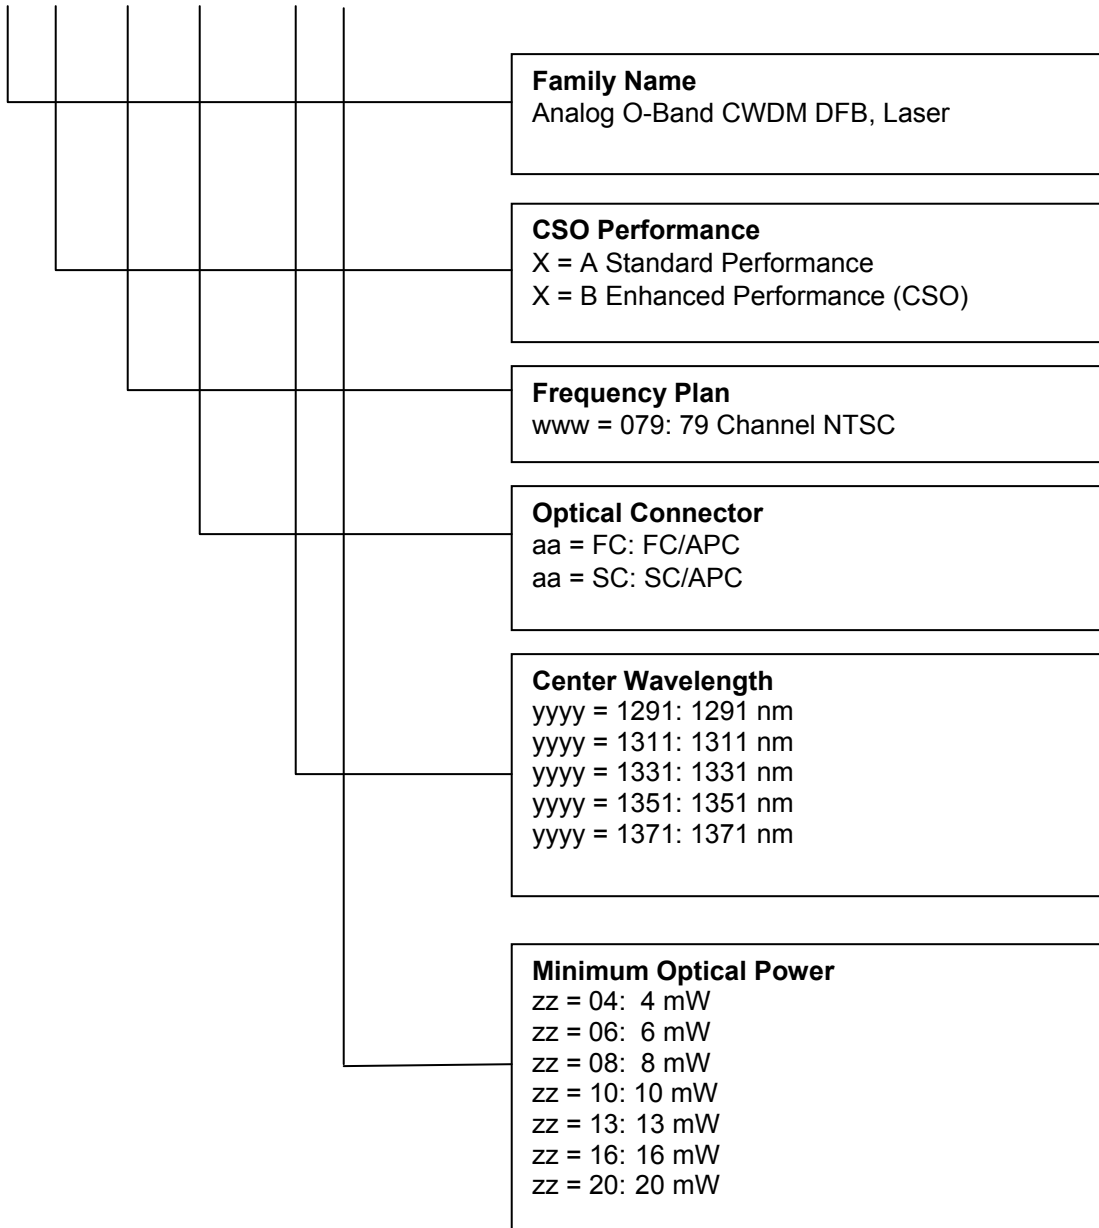 Family Name
Analog O-Band CWDM DFB, Laser
CSO Performance
X = A Standard Performance
X = B Enhanced Performance (CSO)
Frequency Plan
www = 079: 79 Channel NTSC
Optical Connector
aa = FC: FC/APC
aa = SC: SC/APC
Center Wavelength
yyyy = 1291: 1291 nm
yyyy = 1311: 1311 nm
yyyy = 1331: 1331 nm
yyyy = 1351: 1351 nm
yyyy = 1371: 1371 nm
Minimum Optical Power
zz = 04:  4 mW
zz = 06:  6 mW
zz = 08:  8 mW
zz = 10: 10 mW
zz = 13: 13 mW
zz = 16: 16 mW
zz = 20: 20 mW